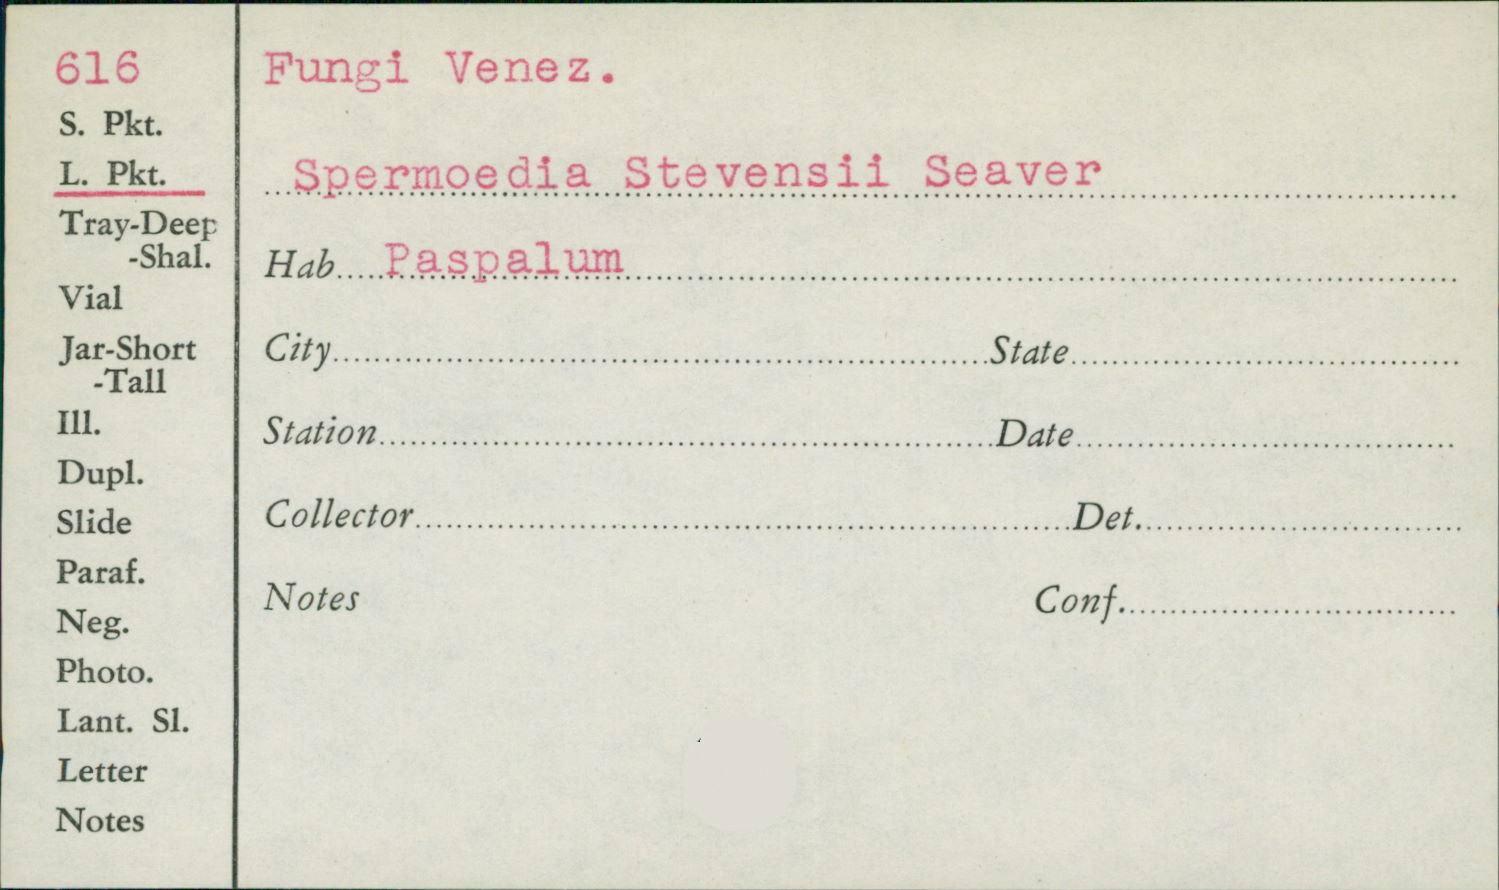 616
S. Pkt.
L. Pkt.
Tray-Deep
-Shal.
Vial
Jar-Short
-Tall
Ill.
Dupl.
Slide
Paraf.
Neg.
Photo.
Lant. Sl.
Letter
Notes
Fungi Venez.
Spermoedia Stevensii Seaver
Hab. Paspalum
City State
Station Date
Collector Det.
Notes Conf.